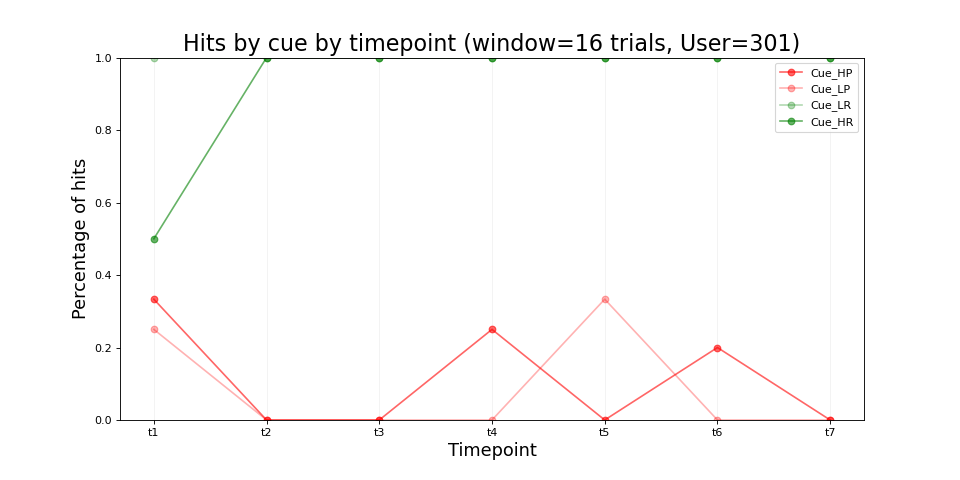 Hits by cue by timepoint (window=16 trials, User=301)
Percentage of hits
1.0
0.8
0.6
0.4
0.2
0.0
Cue_HP
Cue_LP
Cue_LR
Cue_HR
t1 t2 t3 t4 t5 t6 t7
Timepoint